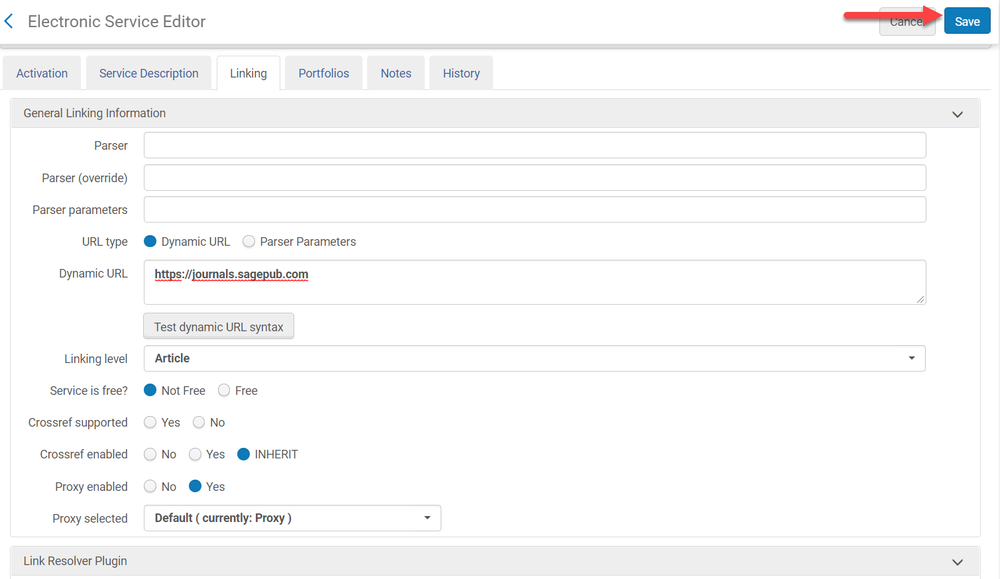 Electronic Service Editor
Cancel
Save
Activation
Service Description
Linking
Portfolios
Notes
History
General Linking Information
Parser
Parser (override)
Parser parameters
URL type Dynamic URL Parser Parameters
Dynamic URL https://journals.sagepub.com
Test dynamic URL syntax
Linking level Article
Service is free? Not Free Free
Crossref supported Yes No
Crossref enabled No Yes INHERIT
Proxy enabled No Yes
Proxy selected Default ( currently: Proxy )
Link Resolver Plugin